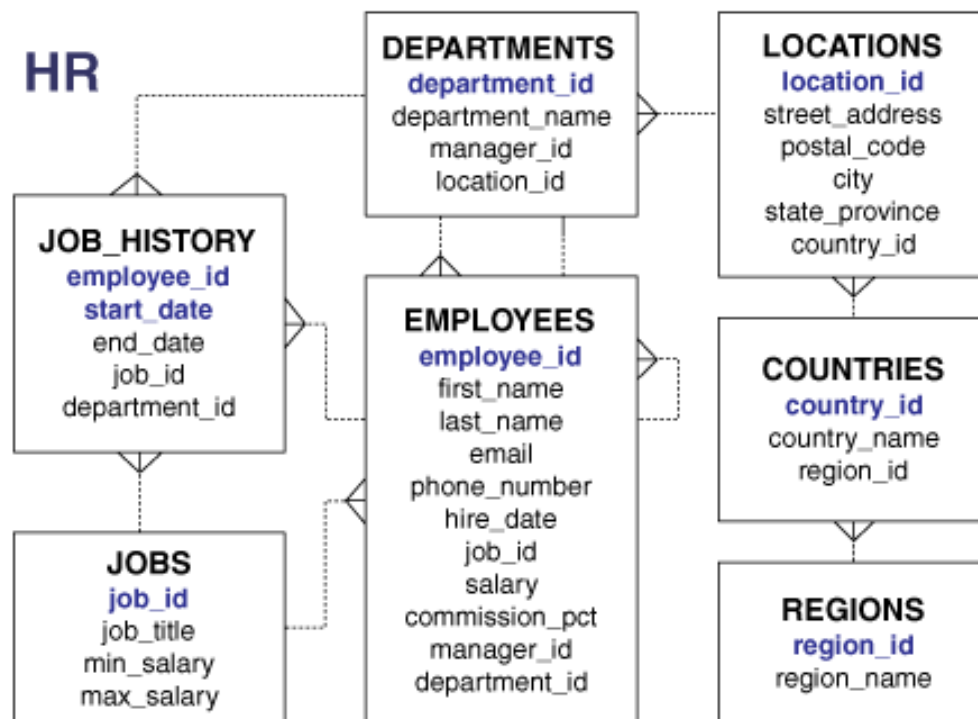 HR
DEPARTMENTS
department_id
department_name
manager_id
location_id
LOCATIONS
location_id
street_address
postal_code
city
state_province
country_id
JOB_HISTORY
employee_id
start_date
end_date
job_id
department_id
EMPLOYEES
employee_id
first_name
last_name
email
phone_number
hire_date
job_id
salary
commission_pct
manager_id
department_id
COUNTRIES
country_id
country_name
region_id
JOBS
job_id
job_title
min_salary
max_salary
REGIONS
region_id
region_name